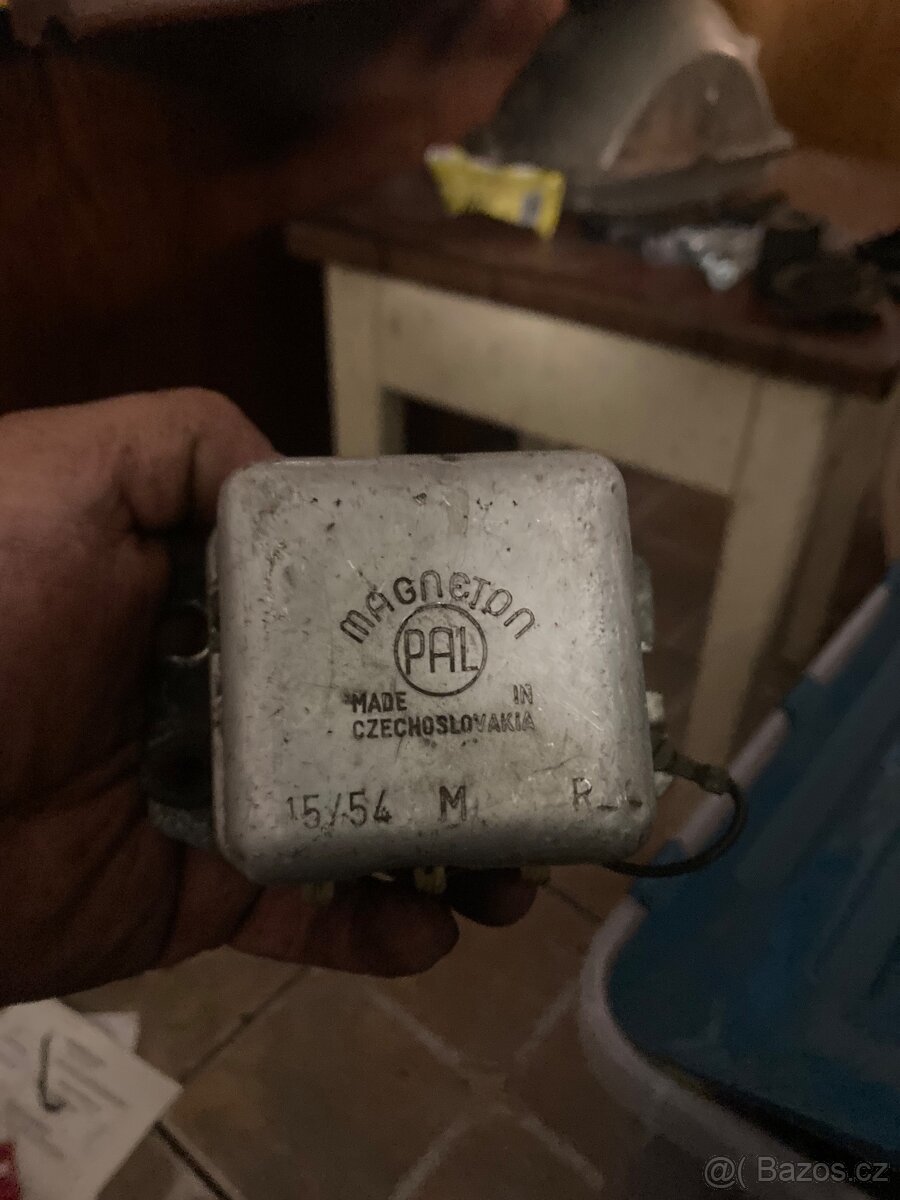 MAGNETON
PAL
MADE IN
CZECHOSLOVAKIA
15/54 M
@( Bazos.cz